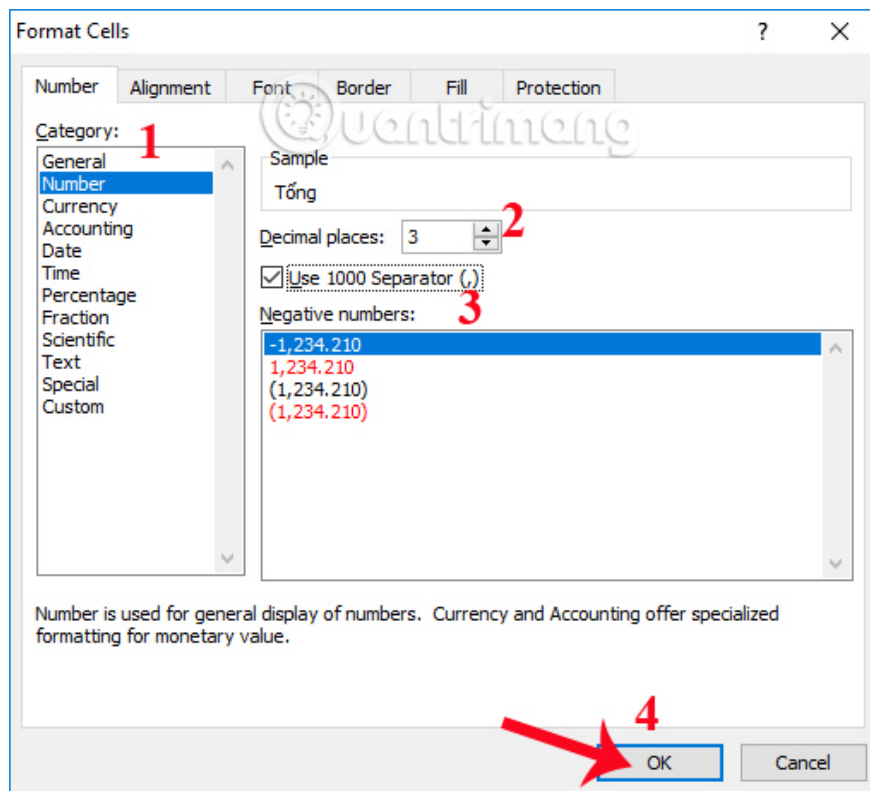 Format Cells
Number Alignment Font Border Fill Protection
Quantrimang
Category:
1
General
Number
Currency
Accounting
Date
Time
Percentage
Fraction
Scientific
Text
Special
Custom
Sample
Tổng
Decimal places: 3
2
Use 1000 Separator (,)
3
Negative numbers:
-1,234.210
1,234.210
(1,234.210)
(1,234.210)
Number is used for general display of numbers. Currency and Accounting offer specialized
formatting for monetary value.
4
OK Cancel